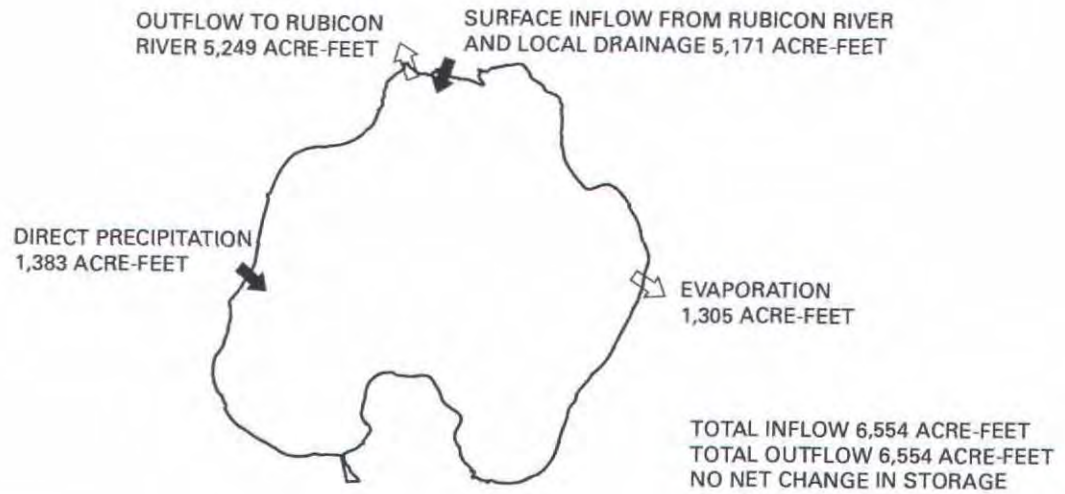 OUTFLOW TO RUBICON
RIVER 5,249 ACRE-FEET
SURFACE INFLOW FROM RUBICON RIVER
AND LOCAL DRAINAGE 5,171 ACRE-FEET
DIRECT PRECIPITATION
1,383 ACRE-FEET
EVAPORATION
1,305 ACRE-FEET
TOTAL INFLOW 6,554 ACRE-FEET
TOTAL OUTFLOW 6,554 ACRE-FEET
NO NET CHANGE IN STORAGE